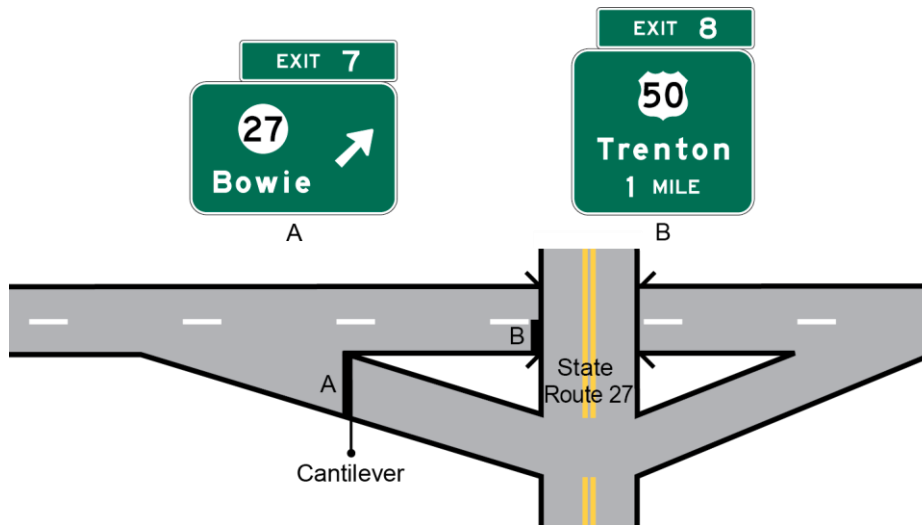 EXIT 7
27
Bowie
A
EXIT 8
50
Trenton
1 MILE
B
B
A
State
Route 27
Cantilever